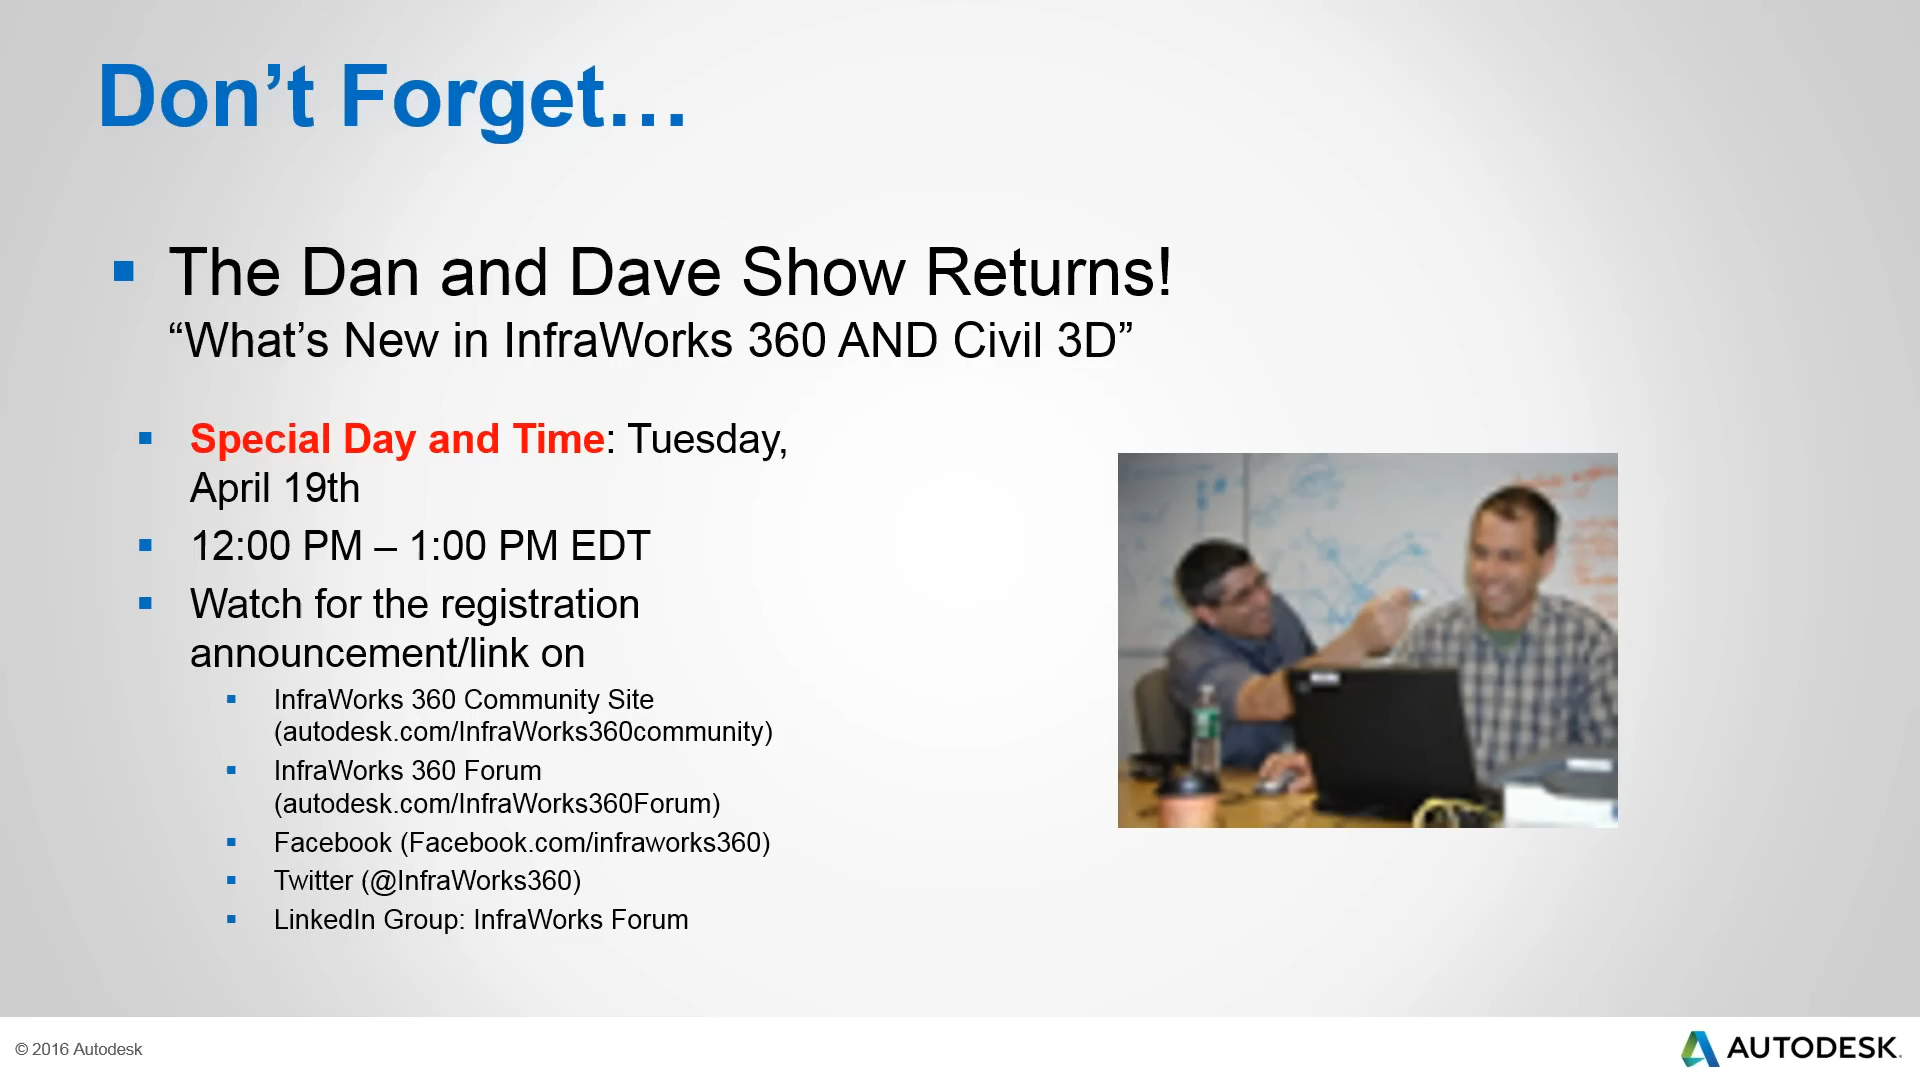 Don’t Forget…
The Dan and Dave Show Returns!
“What’s New in InfraWorks 360 AND Civil 3D”
Special Day and Time: Tuesday,
April 19th
12:00 PM – 1:00 PM EDT
Watch for the registration
announcement/link on
InfraWorks 360 Community Site
(autodesk.com/InfraWorks360community)
InfraWorks 360 Forum
(autodesk.com/InfraWorks360Forum)
Facebook (Facebook.com/infraworks360)
Twitter (@InfraWorks360)
LinkedIn Group: InfraWorks Forum
© 2016 Autodesk
AUTODESK.